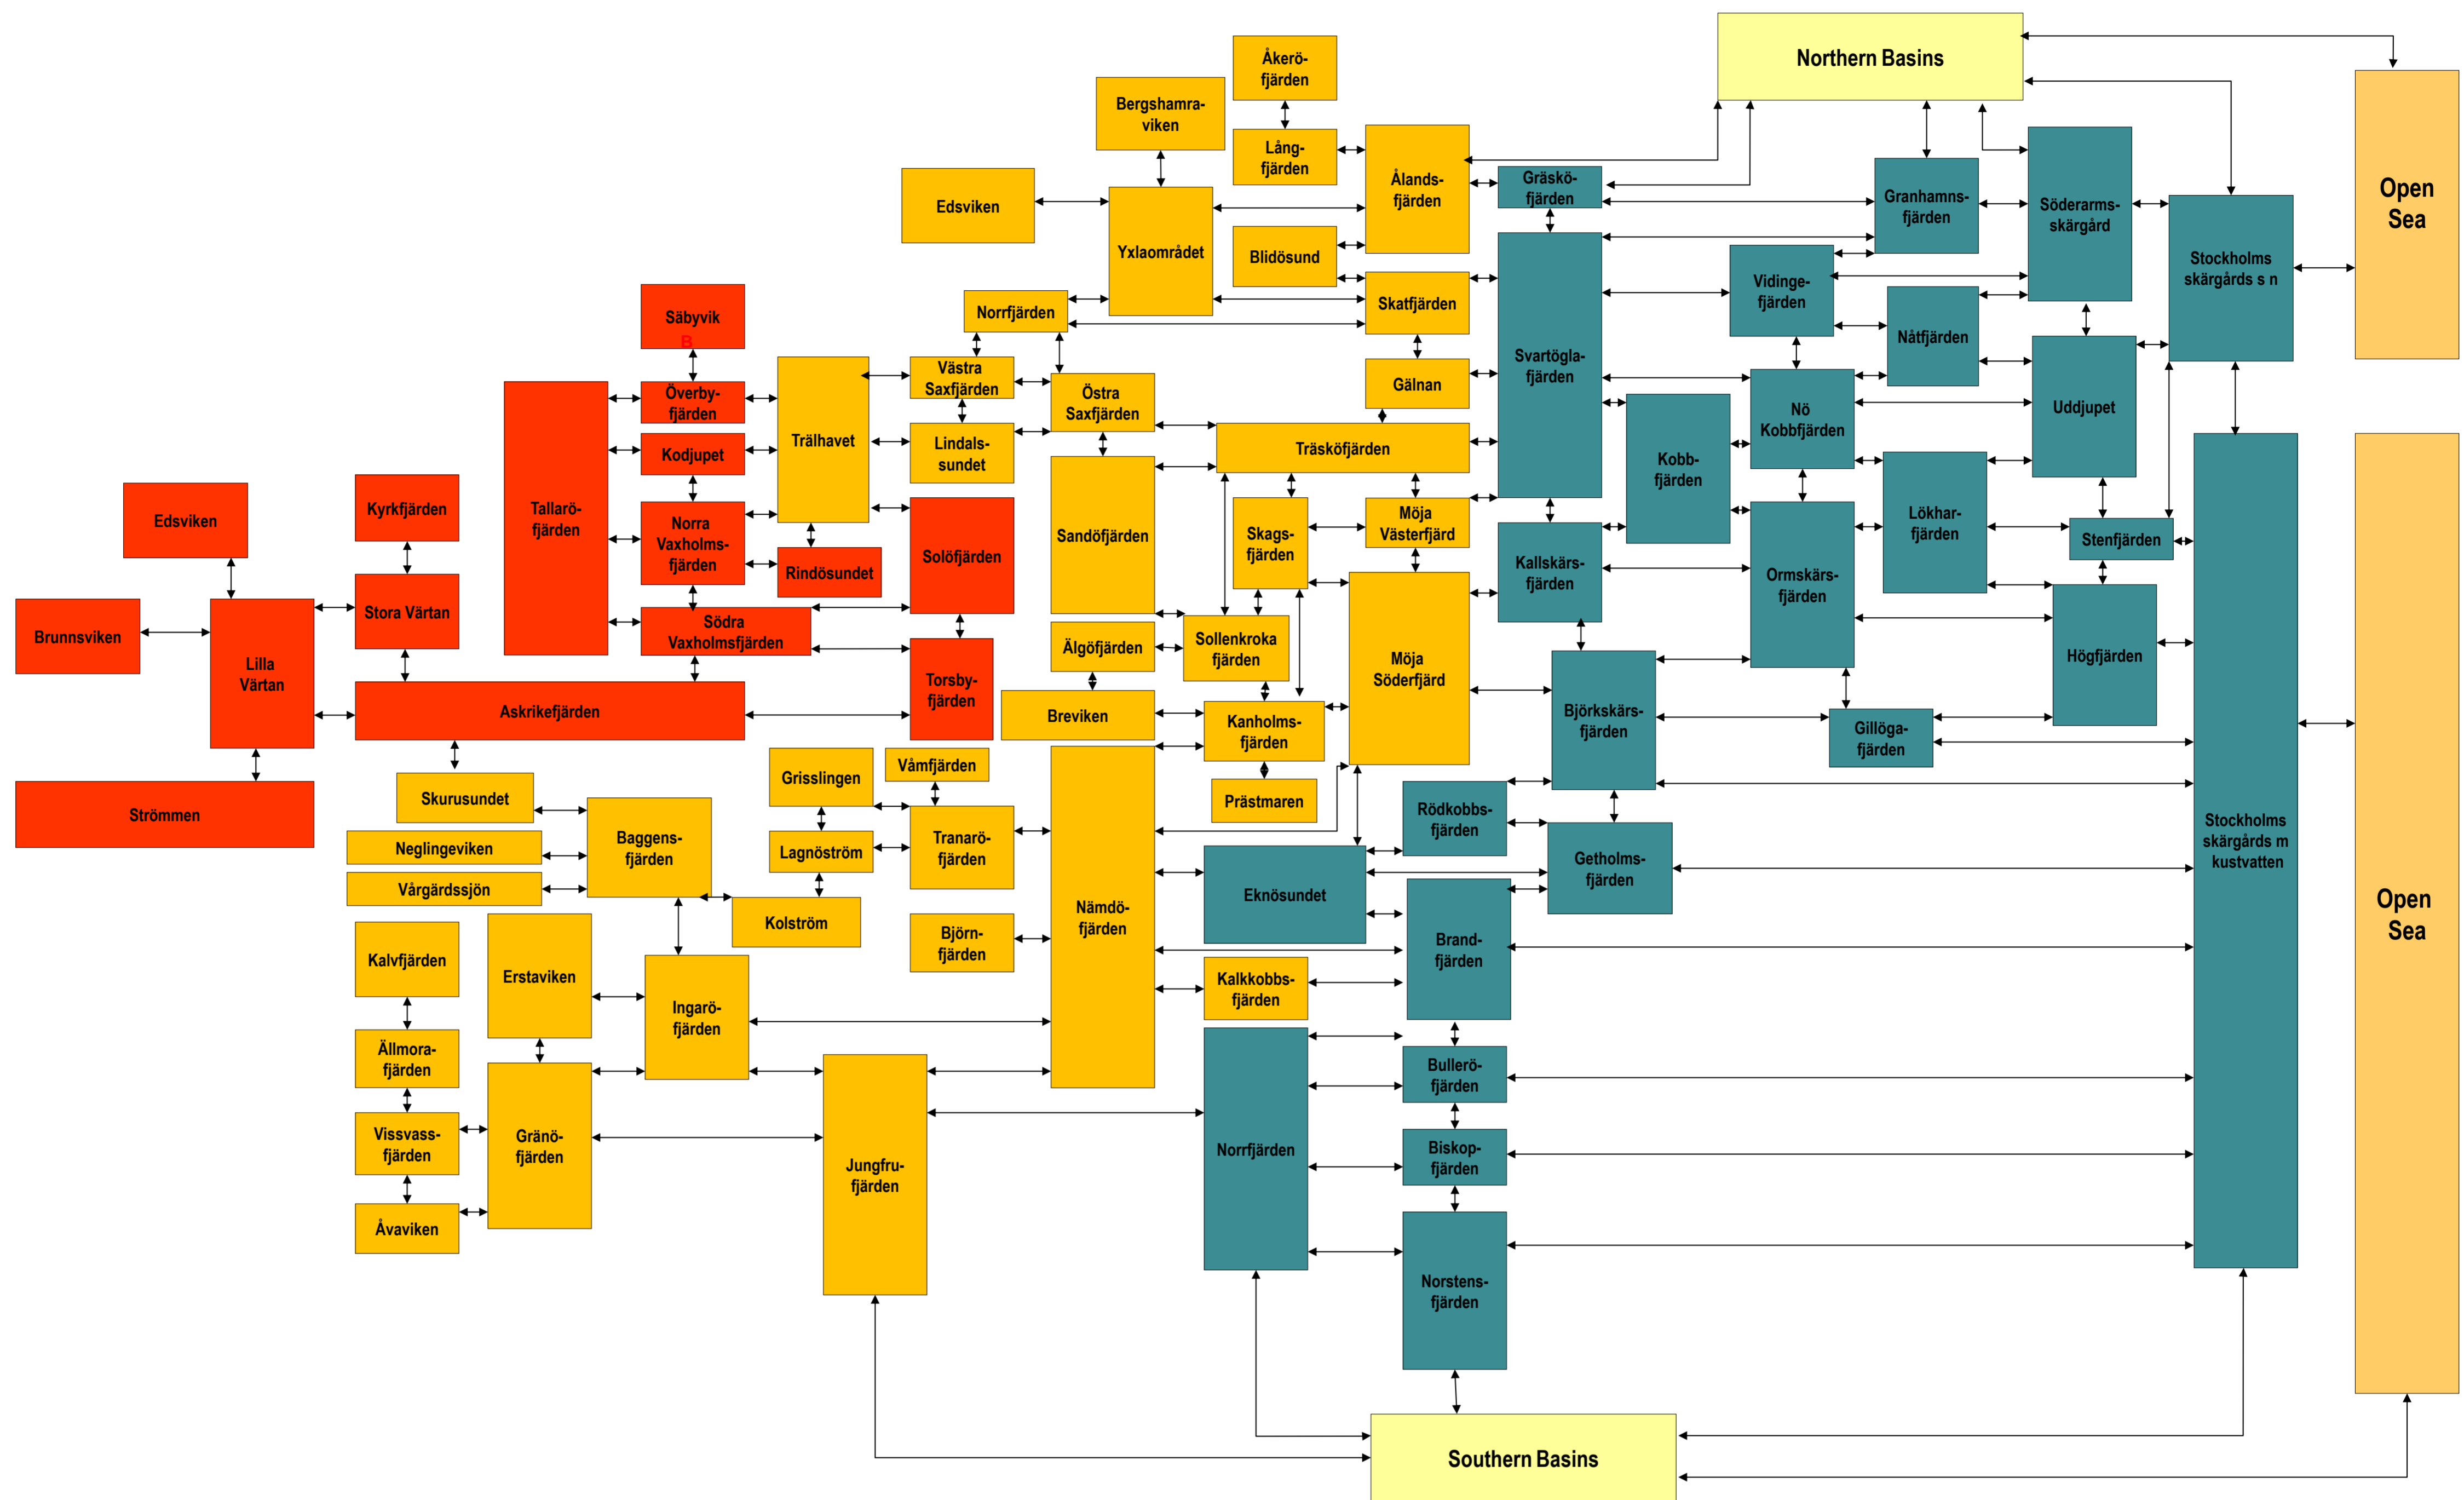 Northern Basins
Åkerö-
fjärden
Open
Sea
Bergshamra-
viken
Lång-
fjärden
Ålands-
fjärden
Gräskö-
fjärden
Granhamns-
fjärden
Söderarms-
skärgård
Stockholms
skärgårds s n
Edsviken
Yxlaområdet
Blidösund
Skatfjärden
Vidinge-
fjärden
Nåtfjärden
Säbyvik
B
Norrfjärden
Svartögla-
fjärden
Uddjupet
Västra
Saxfjärden
Östra
Saxfjärden
Gälnan
Nö
Kobbfjärden
Överby-
fjärden
Trälhavet
Kodjupet
Lindals-
sundet
Träsköfjärden
Kobb-
fjärden
Lökhar-
fjärden
Open
Sea
Edsviken
Kyrkfjärden
Tallarö-
fjärden
Norra
Vaxholms-
fjärden
Rindösundet
Solöfjärden
Sandöfjärden
Skags-
fjärden
Möja
Västerfjärd
Kallskärs-
fjärden
Ormskärs-
fjärden
Stenfjärden
Brunnsviken
Lilla
Värtan
Stora Värtan
Södra
Vaxholmsfjärden
Älgöfjärden
Sollenkroka
fjärden
Möja
Söderfjärd
Högfjärden
Askrikefjärden
Torsby-
fjärden
Breviken
Kanholms-
fjärden
Björkskärs-
fjärden
Gillöga-
fjärden
Strömmen
Skurusundet
Grisslingen
Våmfjärden
Prästmaren
Rödkobbs-
fjärden
Stockholms
skärgårds m
kustvatten
Neglingeviken
Baggens-
fjärden
Lagnöström
Tranarö-
fjärden
Getholms-
fjärden
Vårgärdssjön
Kolström
Nämdö-
fjärden
Eknösundet
Kalvfjärden
Erstaviken
Björn-
fjärden
Brand-
fjärden
Ingarö-
fjärden
Kalkkobbs-
fjärden
Ällmora-
fjärden
Bullerö-
fjärden
Vissvass-
fjärden
Gränö-
fjärden
Jungfru-
fjärden
Norrfjärden
Biskop-
fjärden
Åvaviken
Norstens-
fjärden
Southern Basins